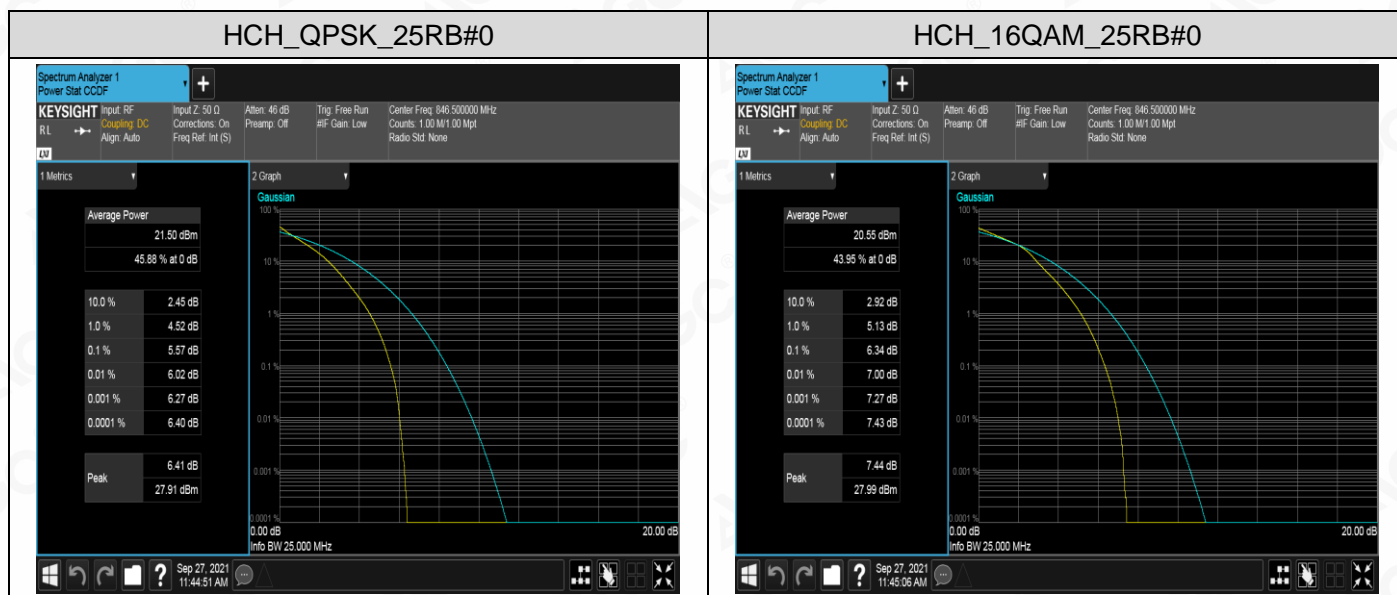 HCH_QPSK_25RB#0
HCH_16QAM_25RB#0
Spectrum Analyzer 1
Power Stat CCDF
+
KEYSIGHT
Input: RF
Input Z: 50 Ω
Atten: 46 dB
Trig: Free Run
Center Freq: 846.500000 MHz
RL
Coupling: DC
Corrections: On
Preamp: Off
#IF Gain: Low
Counts: 1.00 M/1.00 Mpt
Align: Auto
Freq Ref: Int (S)
Radio Std: None
1 Metrics
2 Graph
Gaussian
Average Power
21.50 dBm
45.88 % at 0 dB
10.0 % 2.45 dB
1.0 % 4.52 dB
0.1 % 5.57 dB
0.01 % 6.02 dB
0.001 % 6.27 dB
0.0001 % 6.40 dB
Peak
6.41 dB
27.91 dBm
100 %
10 %
1 %
0.1 %
0.01 %
0.001 %
0.0001 %
0.00 dB
20.00 dB
Info BW 25.000 MHz
?
Sep 27, 2021
11:44:51 AM
Spectrum Analyzer 1
Power Stat CCDF
+
KEYSIGHT
Input: RF
Input Z: 50 Ω
Atten: 46 dB
Trig: Free Run
Center Freq: 846.500000 MHz
RL
Coupling: DC
Corrections: On
Preamp: Off
#IF Gain: Low
Counts: 1.00 M/1.00 Mpt
Align: Auto
Freq Ref: Int (S)
Radio Std: None
1 Metrics
2 Graph
Gaussian
Average Power
20.55 dBm
43.95 % at 0 dB
10.0 % 2.92 dB
1.0 % 5.13 dB
0.1 % 6.34 dB
0.01 % 7.00 dB
0.001 % 7.27 dB
0.0001 % 7.43 dB
Peak
7.44 dB
27.99 dBm
100 %
10 %
1 %
0.1 %
0.01 %
0.001 %
0.0001 %
0.00 dB
20.00 dB
Info BW 25.000 MHz
?
Sep 27, 2021
11:45:06 AM